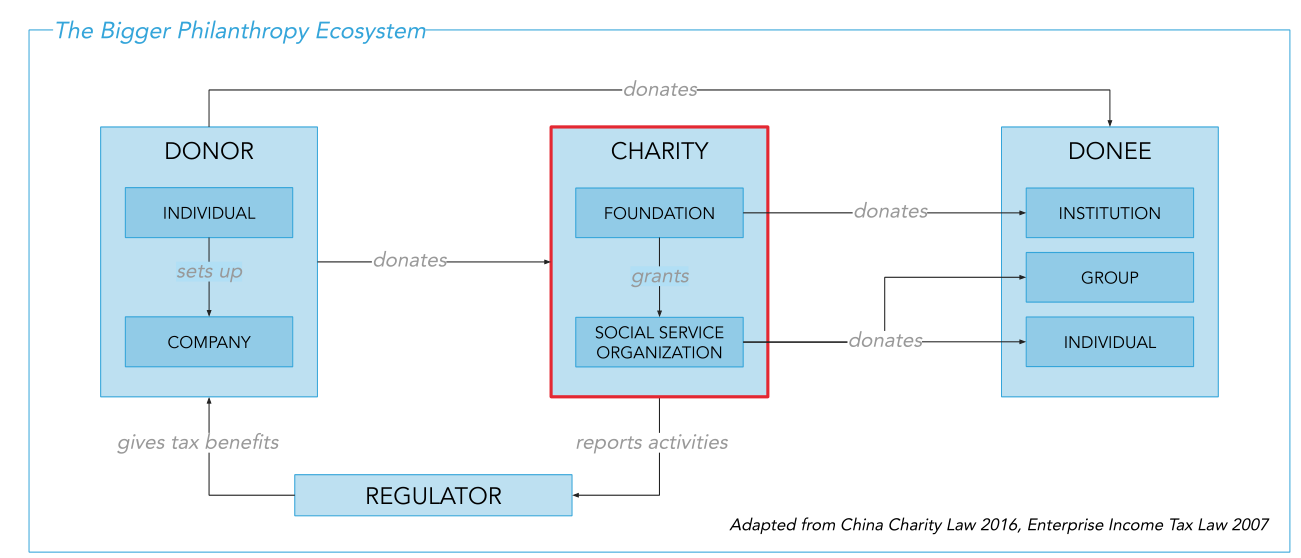 The Bigger Philanthropy Ecosystem
donates
DONOR
INDIVIDUAL
sets up
COMPANY
donates
CHARITY
FOUNDATION
grants
SOCIAL SERVICE
ORGANIZATION
donates
donates
DONEE
INSTITUTION
GROUP
INDIVIDUAL
gives tax benefits
reports activities
REGULATOR
Adapted from China Charity Law 2016, Enterprise Income Tax Law 2007